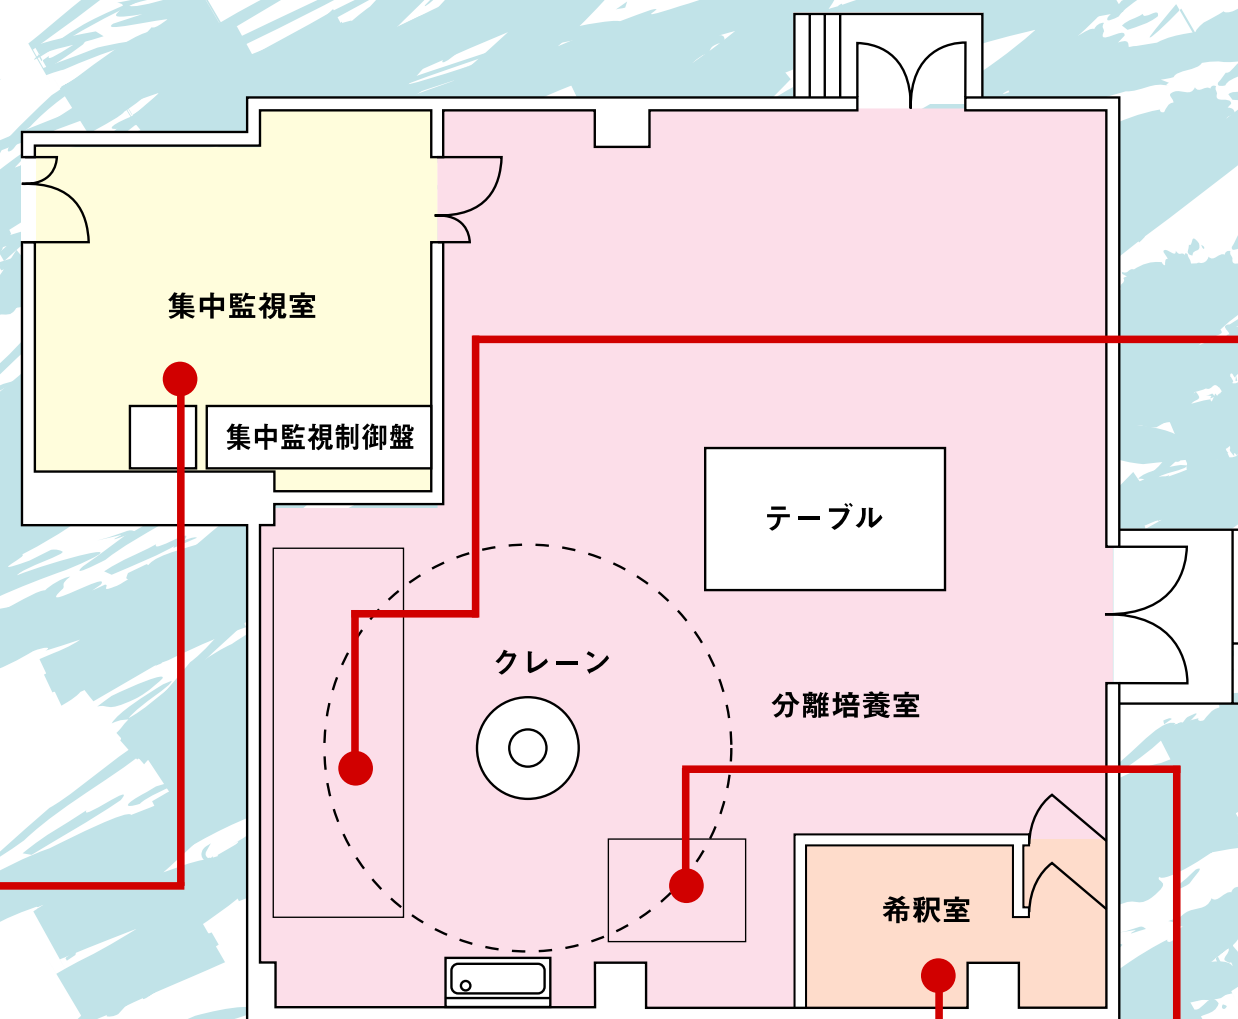 集中監視室
集中監視制御盤
テーブル
クレーン
分離培養室
希釈室